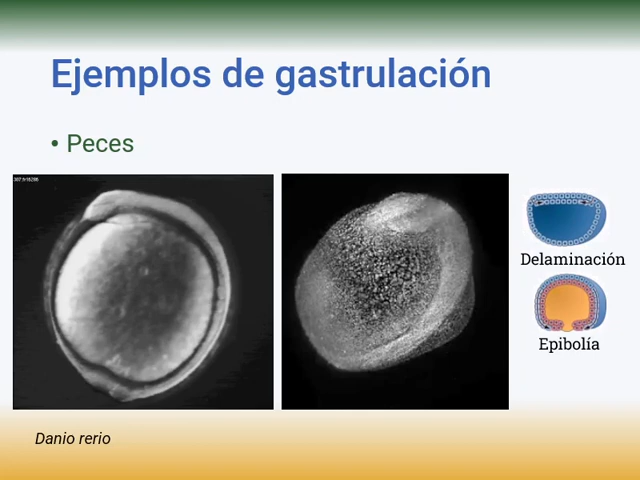 Ejemplos de gastrulación
• Peces
Delaminación
Epibolía
Danio rerio